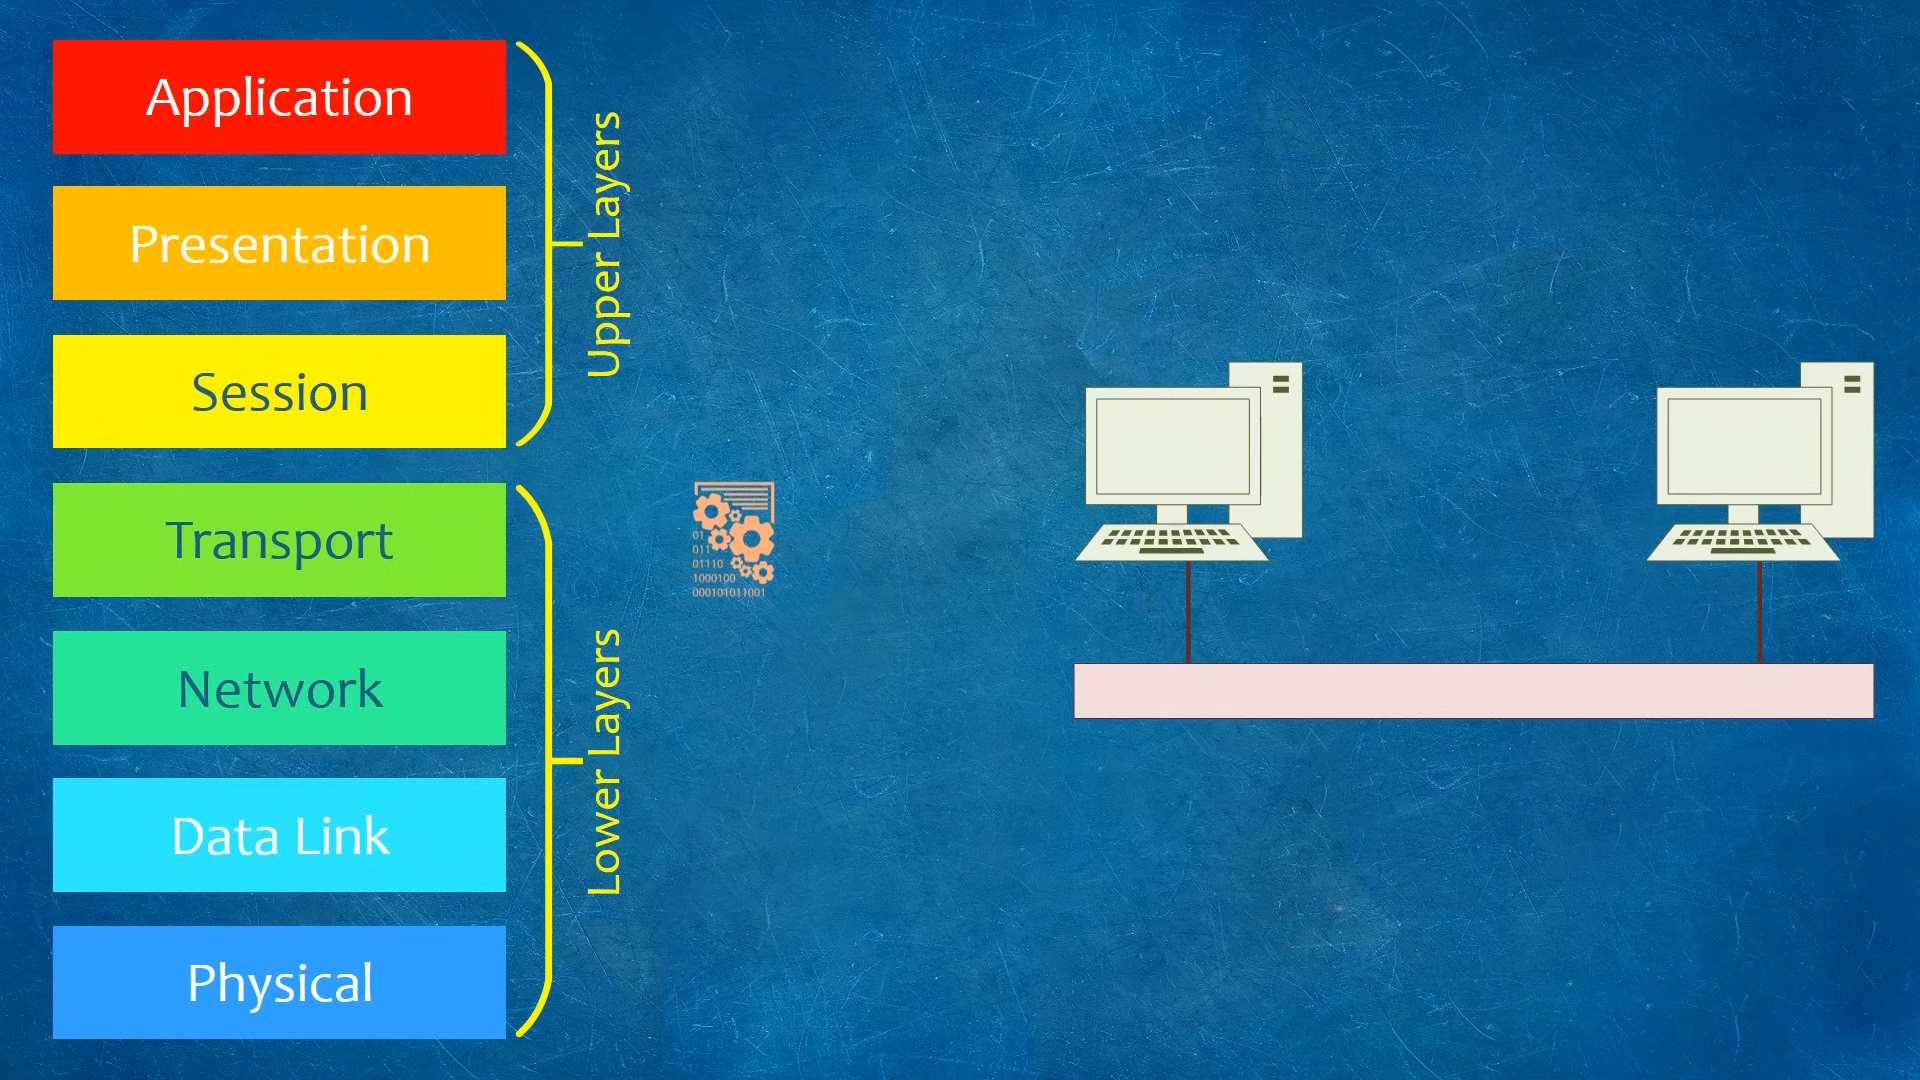 Application
Presentation
Session
Transport
Network
Data Link
Physical
Upper Layers
Lower Layers
01
011
01110
1000100
000101011001